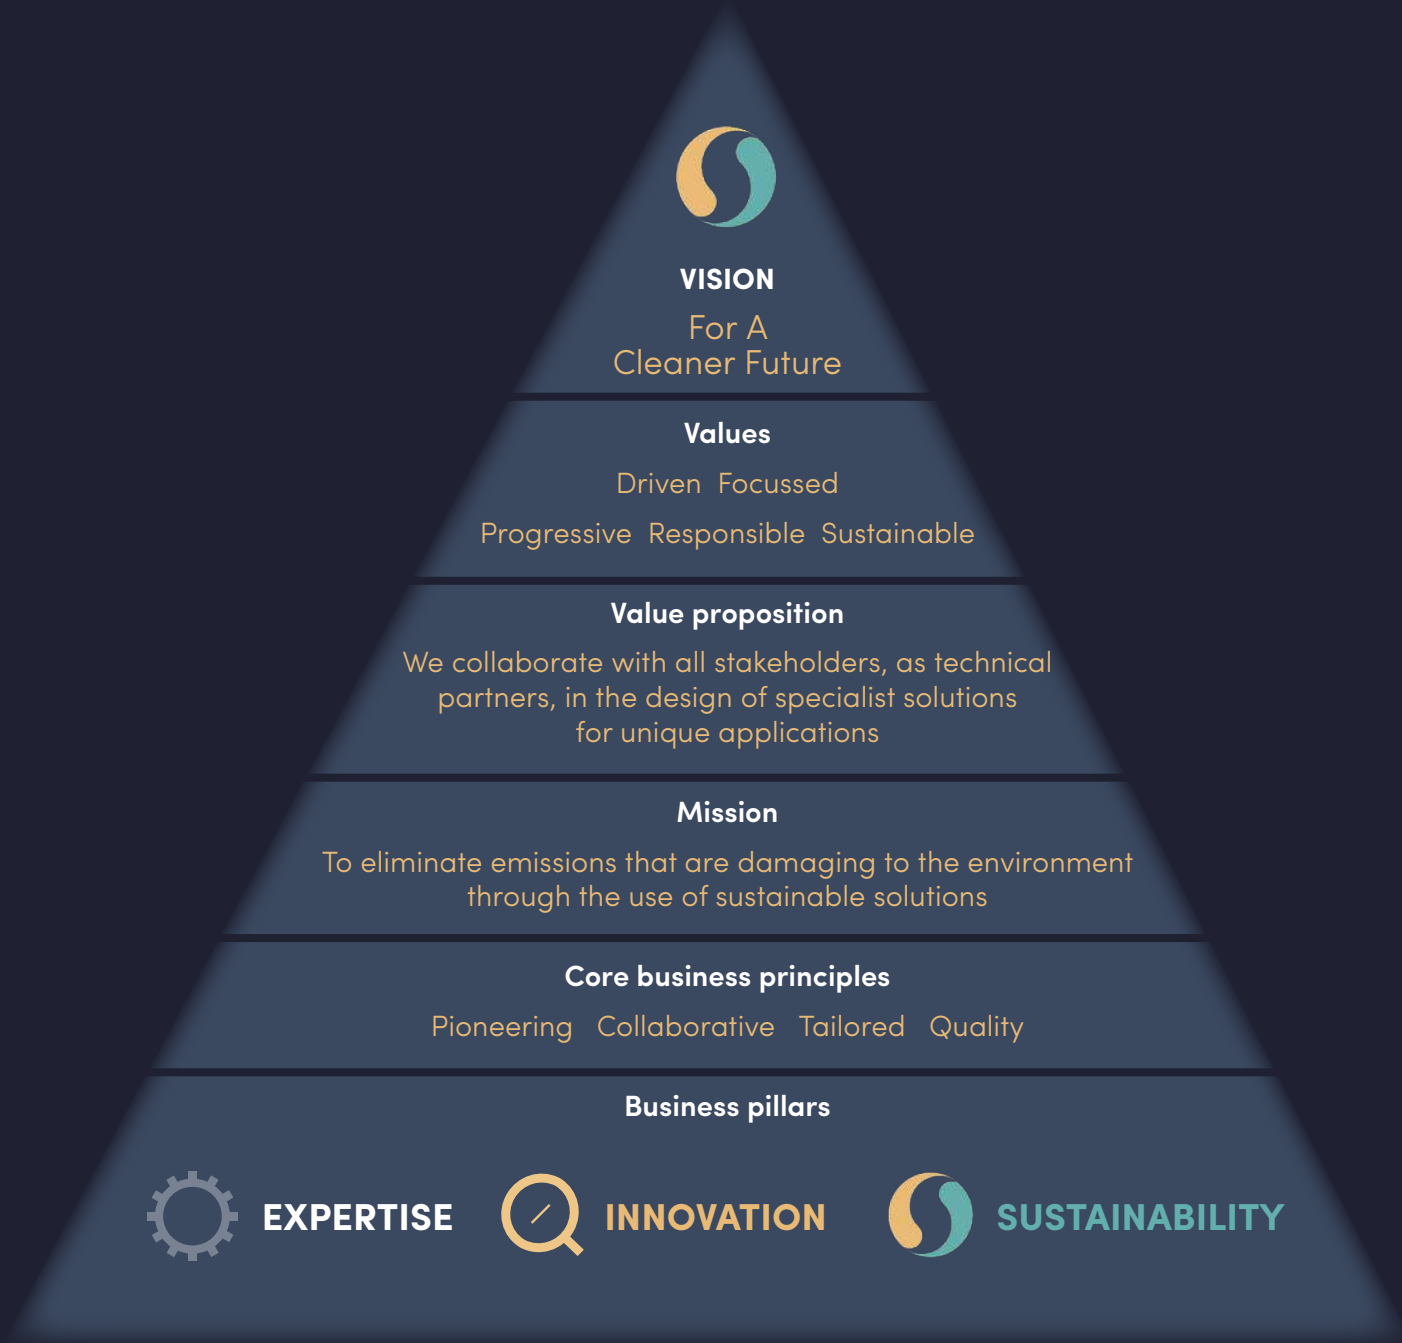 VISION
For A
Cleaner Future
Values
Driven Focussed
Progressive Responsible Sustainable
Value proposition
We collaborate with all stakeholders, as technical
partners, in the design of specialist solutions
for unique applications
Mission
To eliminate emissions that are damaging to the environment
through the use of sustainable solutions
Core business principles
Pioneering Collaborative Tailored Quality
Business pillars
EXPERTISE INNOVATION SUSTAINABILITY